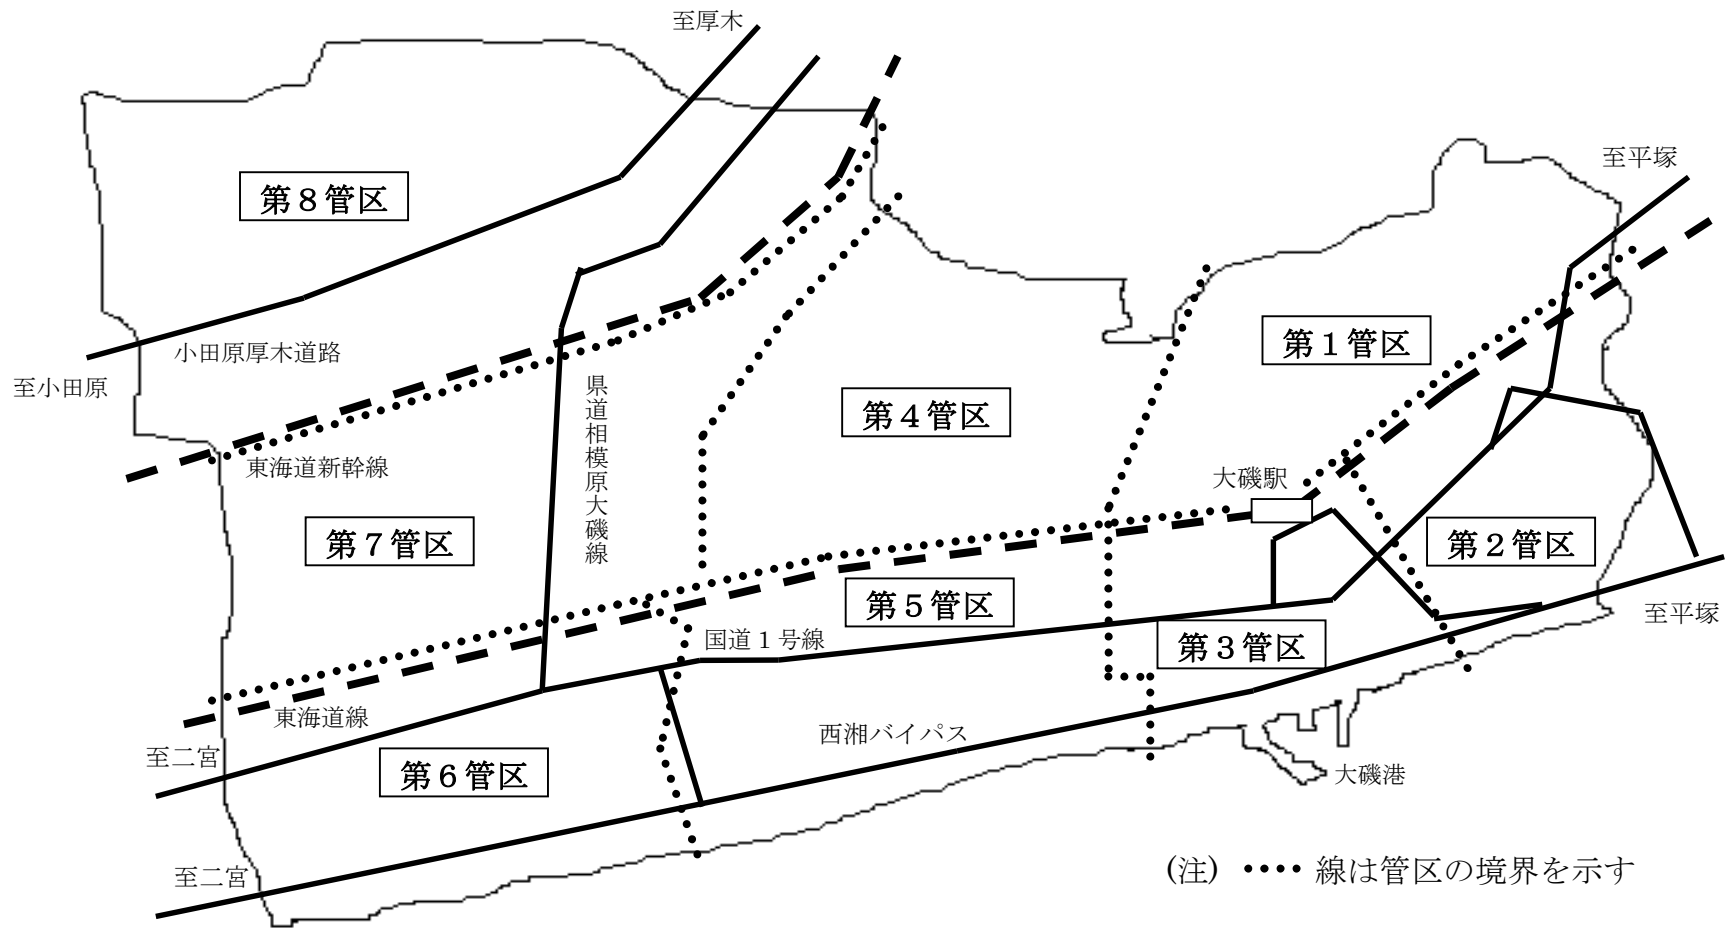 至厚木
至平塚
第８管区
第１管区
小田原厚木道路
至小田原
県道相模原大磯線
第４管区
東海道新幹線
大磯駅
第７管区
第２管区
第５管区
至平塚
国道１号線
第３管区
東海道線
西湘バイパス
至二宮
第６管区
大磯港
至二宮
(注) ‥‥ 線は管区の境界を示す